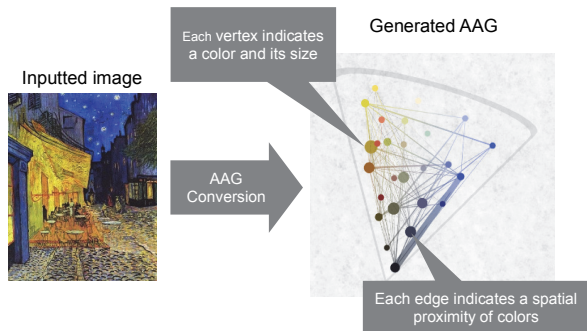 Each vertex indicates
a color and its size
Generated AAG
Inputted image
AAG
Conversion
Each edge indicates a spatial
proximity of colors